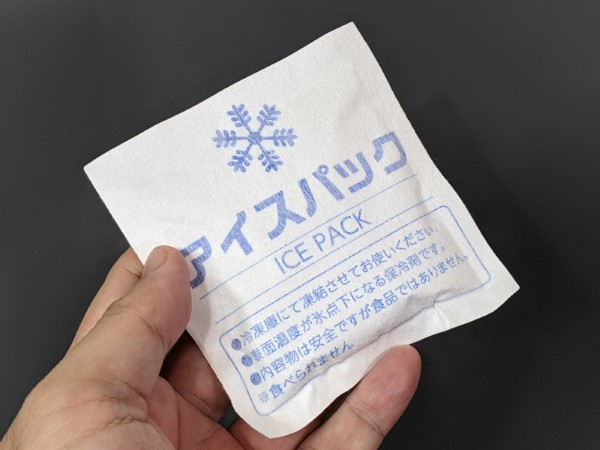 アイスパック
ICE PACK
●冷凍庫にて凍結させてお使いください。
●表面温度が氷点下になる保冷剤です。
●内容物は安全ですが食品ではありません。
※食べられません